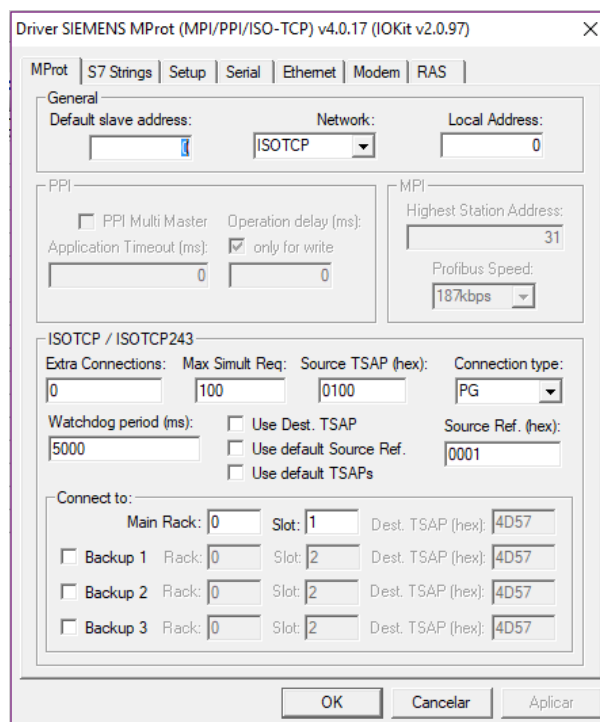 Driver SIEMENS MProt (MPI/PPI/ISO-TCP) v4.0.17 (IOKit v2.0.97)
MProt S7 Strings Setup Serial Ethernet Modem RAS
General
Default slave address: Network: Local Address:
ISOTCP 0
PPI MPI
PPI Multi Master Operation delay (ms): Highest Station Address:
Application Timeout (ms): only for write 31
0 0 Profibus Speed:
187kbps
ISOTCP / ISOTCP243
Extra Connections: Max Simult Req: Source TSAP (hex): Connection type:
0 100 0100 PG
Watchdog period (ms): Use Dest. TSAP Source Ref. (hex):
5000 Use default Source Ref. 0001
Use default TSAPs
Connect to:
Main Rack: 0 Slot: 1 Dest. TSAP (hex): 4D57
Backup 1 Rack: 0 Slot: 2 Dest. TSAP (hex): 4D57
Backup 2 Rack: 0 Slot: 2 Dest. TSAP (hex): 4D57
Backup 3 Rack: 0 Slot: 2 Dest. TSAP (hex): 4D57
OK Cancelar Aplicar